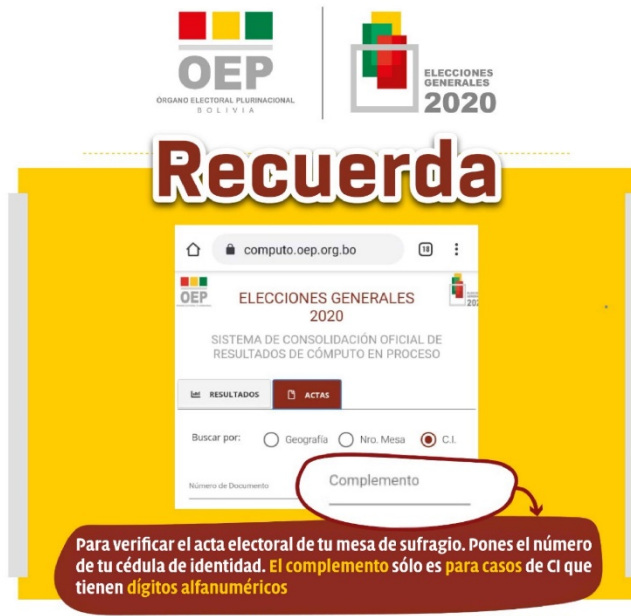 OEP
ÓRGANO ELECTORAL PLURINACIONAL
BOLIVIA
ELECCIONES
GENERALES
2020
Recuerda
computo.oep.org.bo
18
OEP
ELECCIONES GENERALES
2020
SISTEMA DE CONSOLIDACIÓN OFICIAL DE
RESULTADOS DE CÓMPUTO EN PROCESO
RESULTADOS
ACTAS
Buscar por: Geografía Nro. Mesa C.I.
Número de Documento
Complemento
Para verificar el acta electoral de tu mesa de sufragio. Pones el número
de tu cédula de identidad. El complemento sólo es para casos de CI que
tienen dígitos alfanuméricos